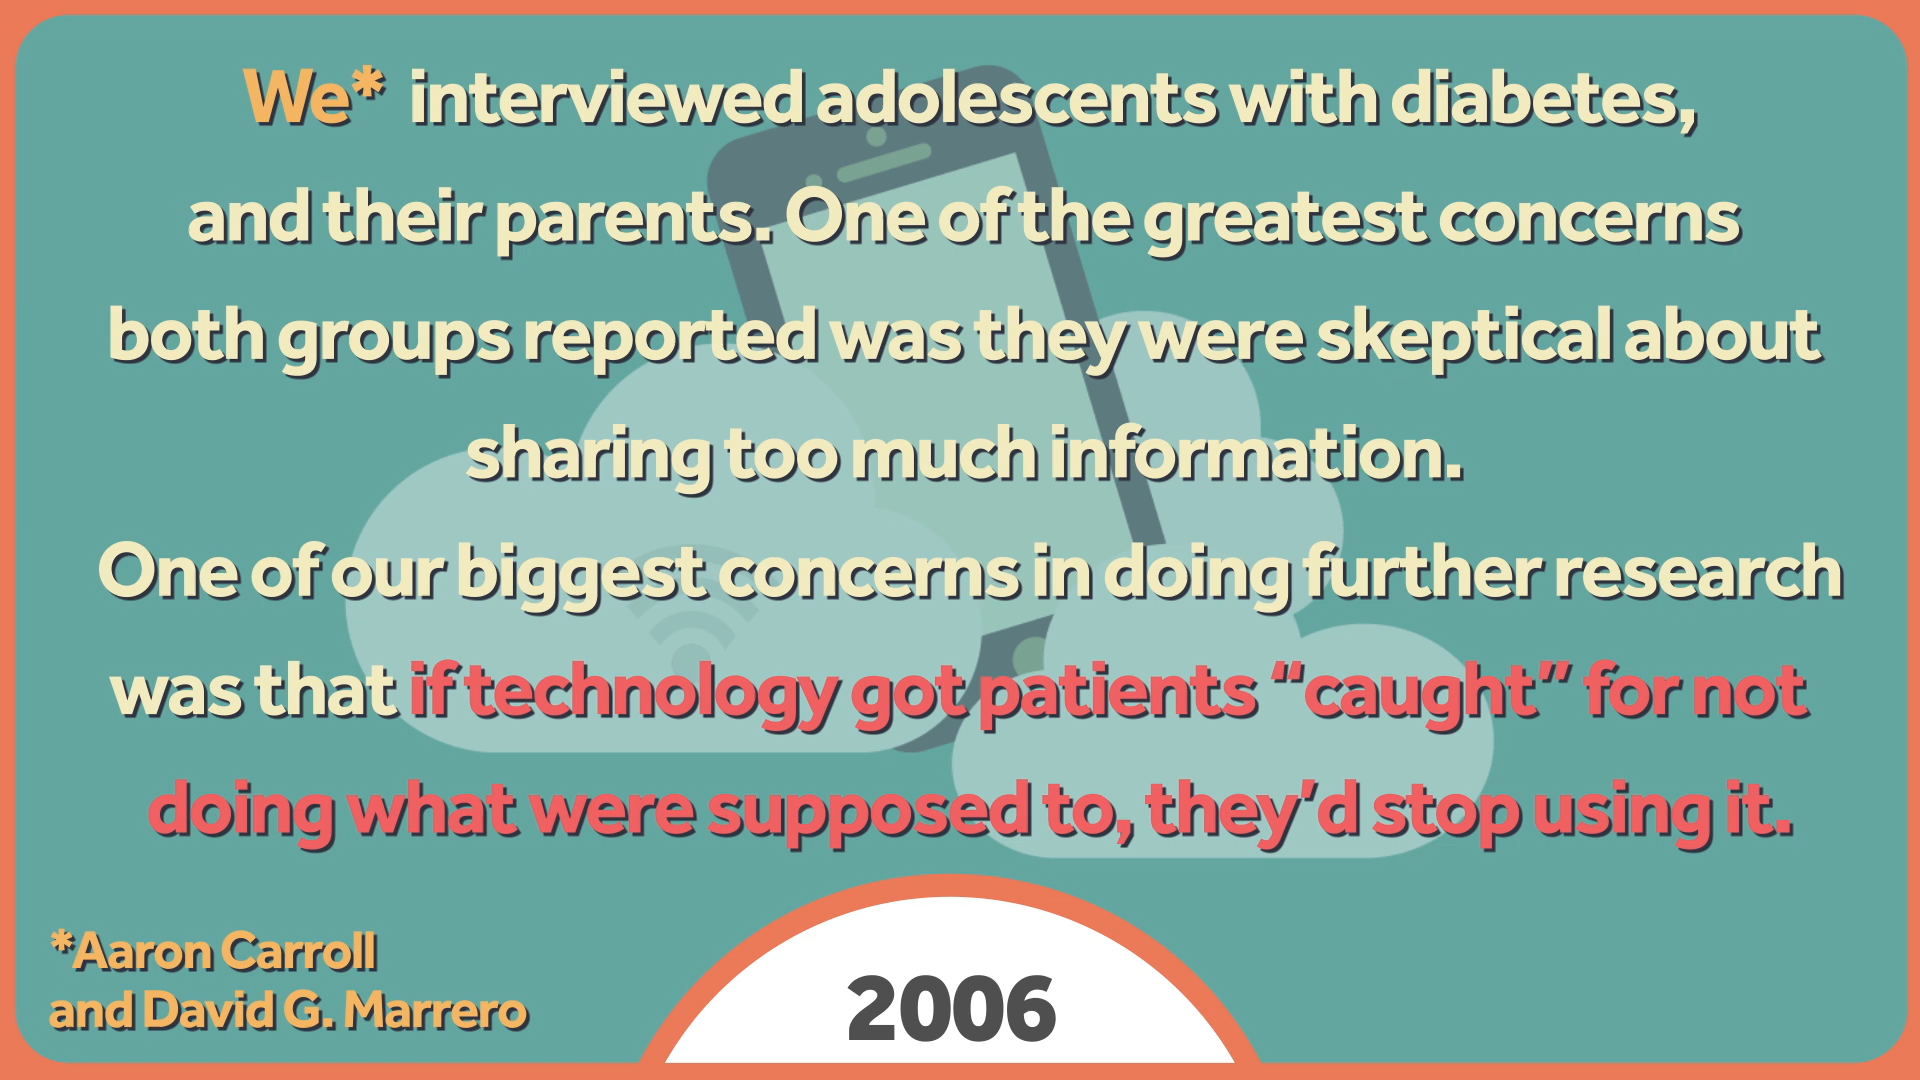 We* interviewed adolescents with diabetes,
and their parents. One of the greatest concerns
both groups reported was they were skeptical about
sharing too much information.
One of our biggest concerns in doing further research
was that if technology got patients “caught” for not
doing what were supposed to, they’d stop using it.
*Aaron Carroll
and David G. Marrero
2006